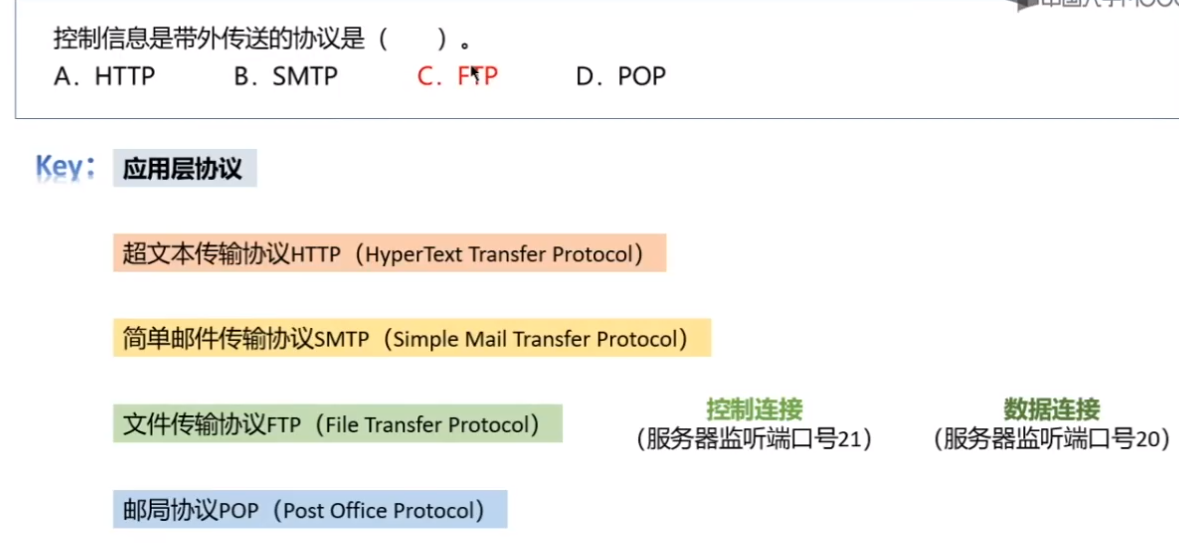 控制信息是带外传送的协议是（　　）。
A．HTTP　B．SMTP　C．FTP　D．POP
Key： 应用层协议
超文本传输协议HTTP（HyperText Transfer Protocol）
简单邮件传输协议SMTP（Simple Mail Transfer Protocol）
控制连接　数据连接
文件传输协议FTP（File Transfer Protocol）　（服务器监听端口号21）　（服务器监听端口号20）
邮局协议POP（Post Office Protocol）